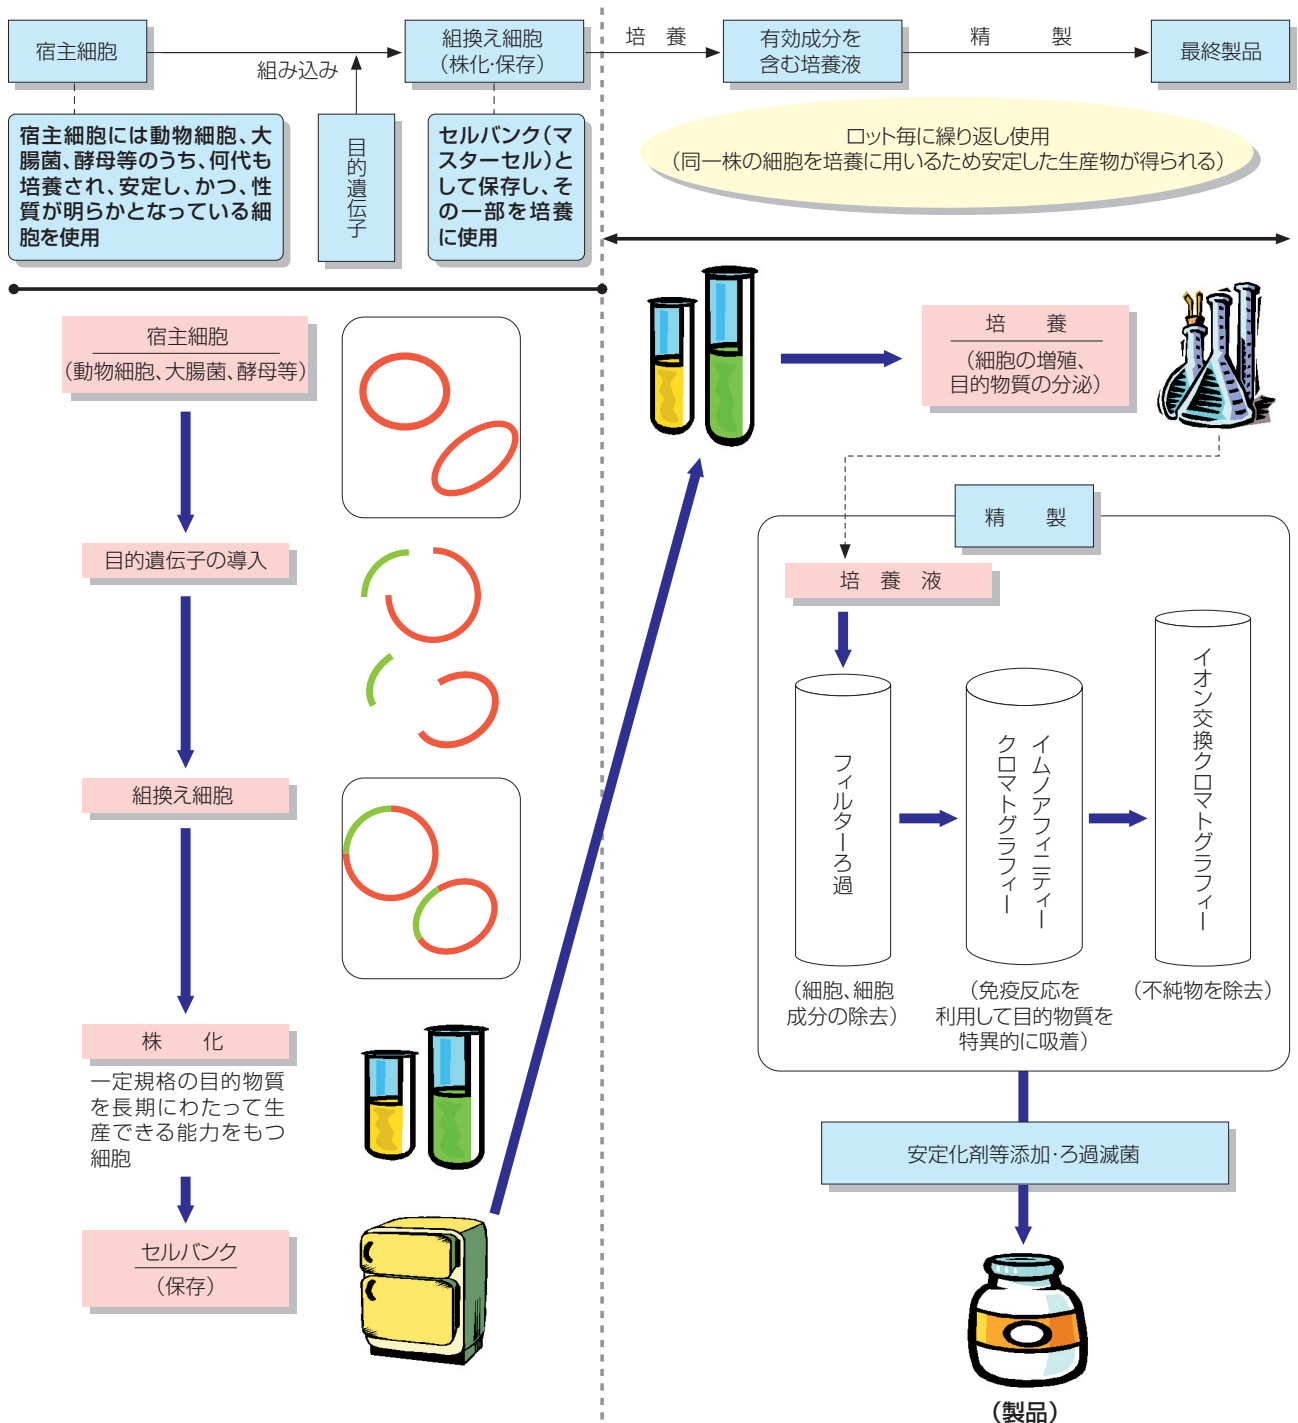 宿主細胞
組み込み
組換え細胞
（株化・保存）
培　養
有効成分を
含む培養液
精　製
最終製品
宿主細胞には動物細胞、大
腸菌、酵母等のうち、何代も
培養され、安定し、かつ、性
質が明らかとなっている細
胞を使用
目的遺伝子
セルバンク（マ
スターセル）と
して保存し、そ
の一部を培養
に使用
ロット毎に繰り返し使用
（同一株の細胞を培養に用いるため安定した生産物が得られる）
宿主細胞
（動物細胞、大腸菌、酵母等）
目的遺伝子の導入
組換え細胞
株　化
一定規格の目的物質
を長期にわたって生
産できる能力をもつ
細胞
セルバンク
（保存）
培　養
（細胞の増殖、
目的物質の分泌）
精　製
培　養　液
フィルターろ過
（細胞、細胞
成分の除去）
イムノアフィニティー
クロマトグラフィー
（免疫反応を
利用して目的物質を
特異的に吸着）
イオン交換クロマトグラフィー
（不純物を除去）
安定化剤等添加・ろ過滅菌
（製品）